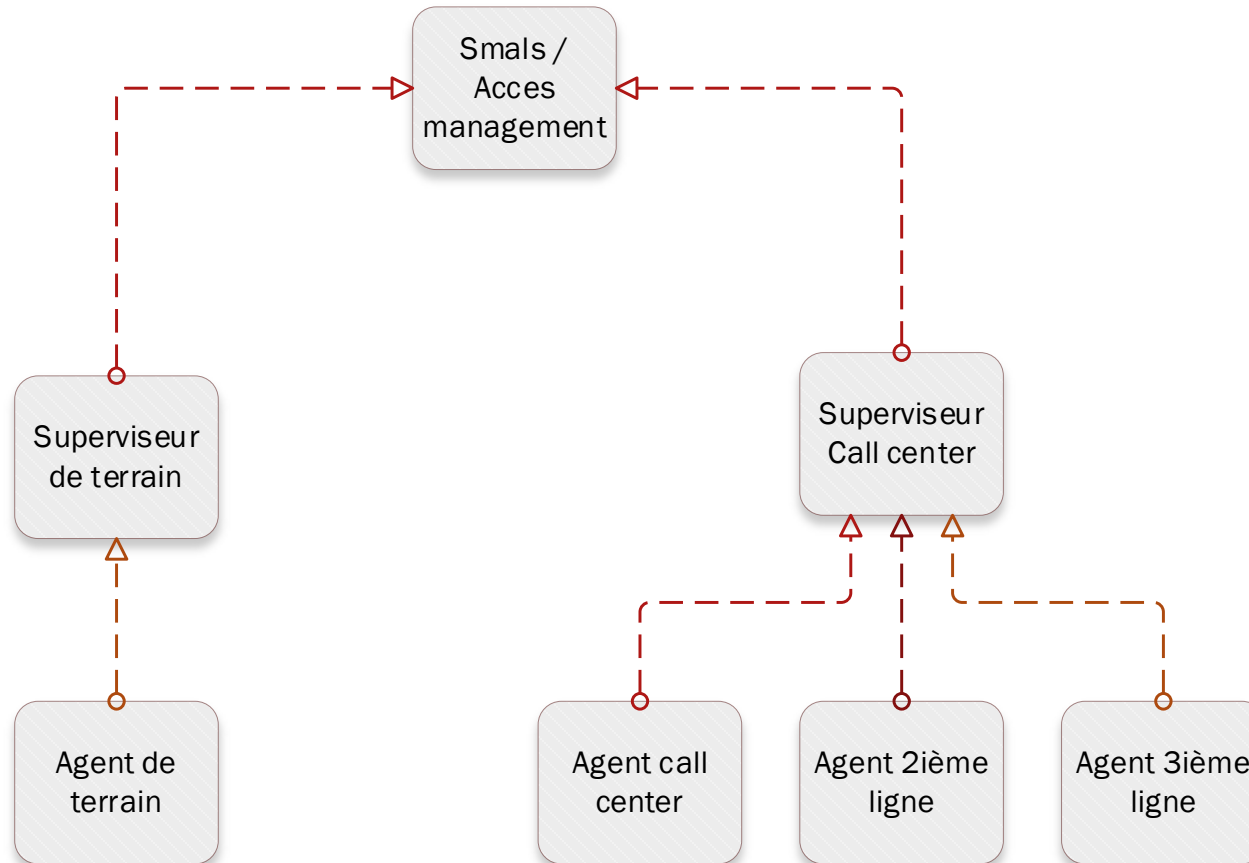 Smals /
Acces
management
Superviseur
de terrain
Superviseur
Call center
Agent de
terrain
Agent call
center
Agent 2ième
ligne
Agent 3ième
ligne